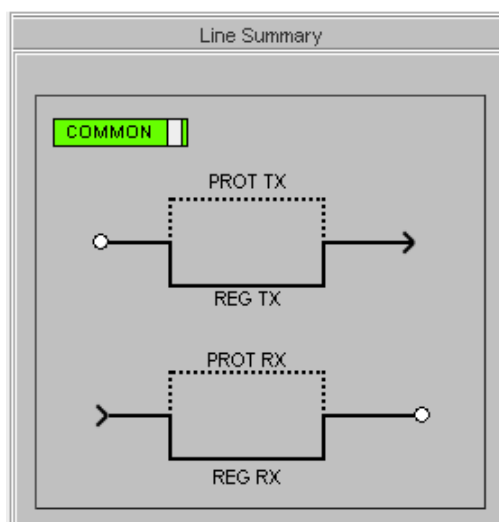 Line Summary
COMMON
PROT TX
REG TX
PROT RX
REG RX